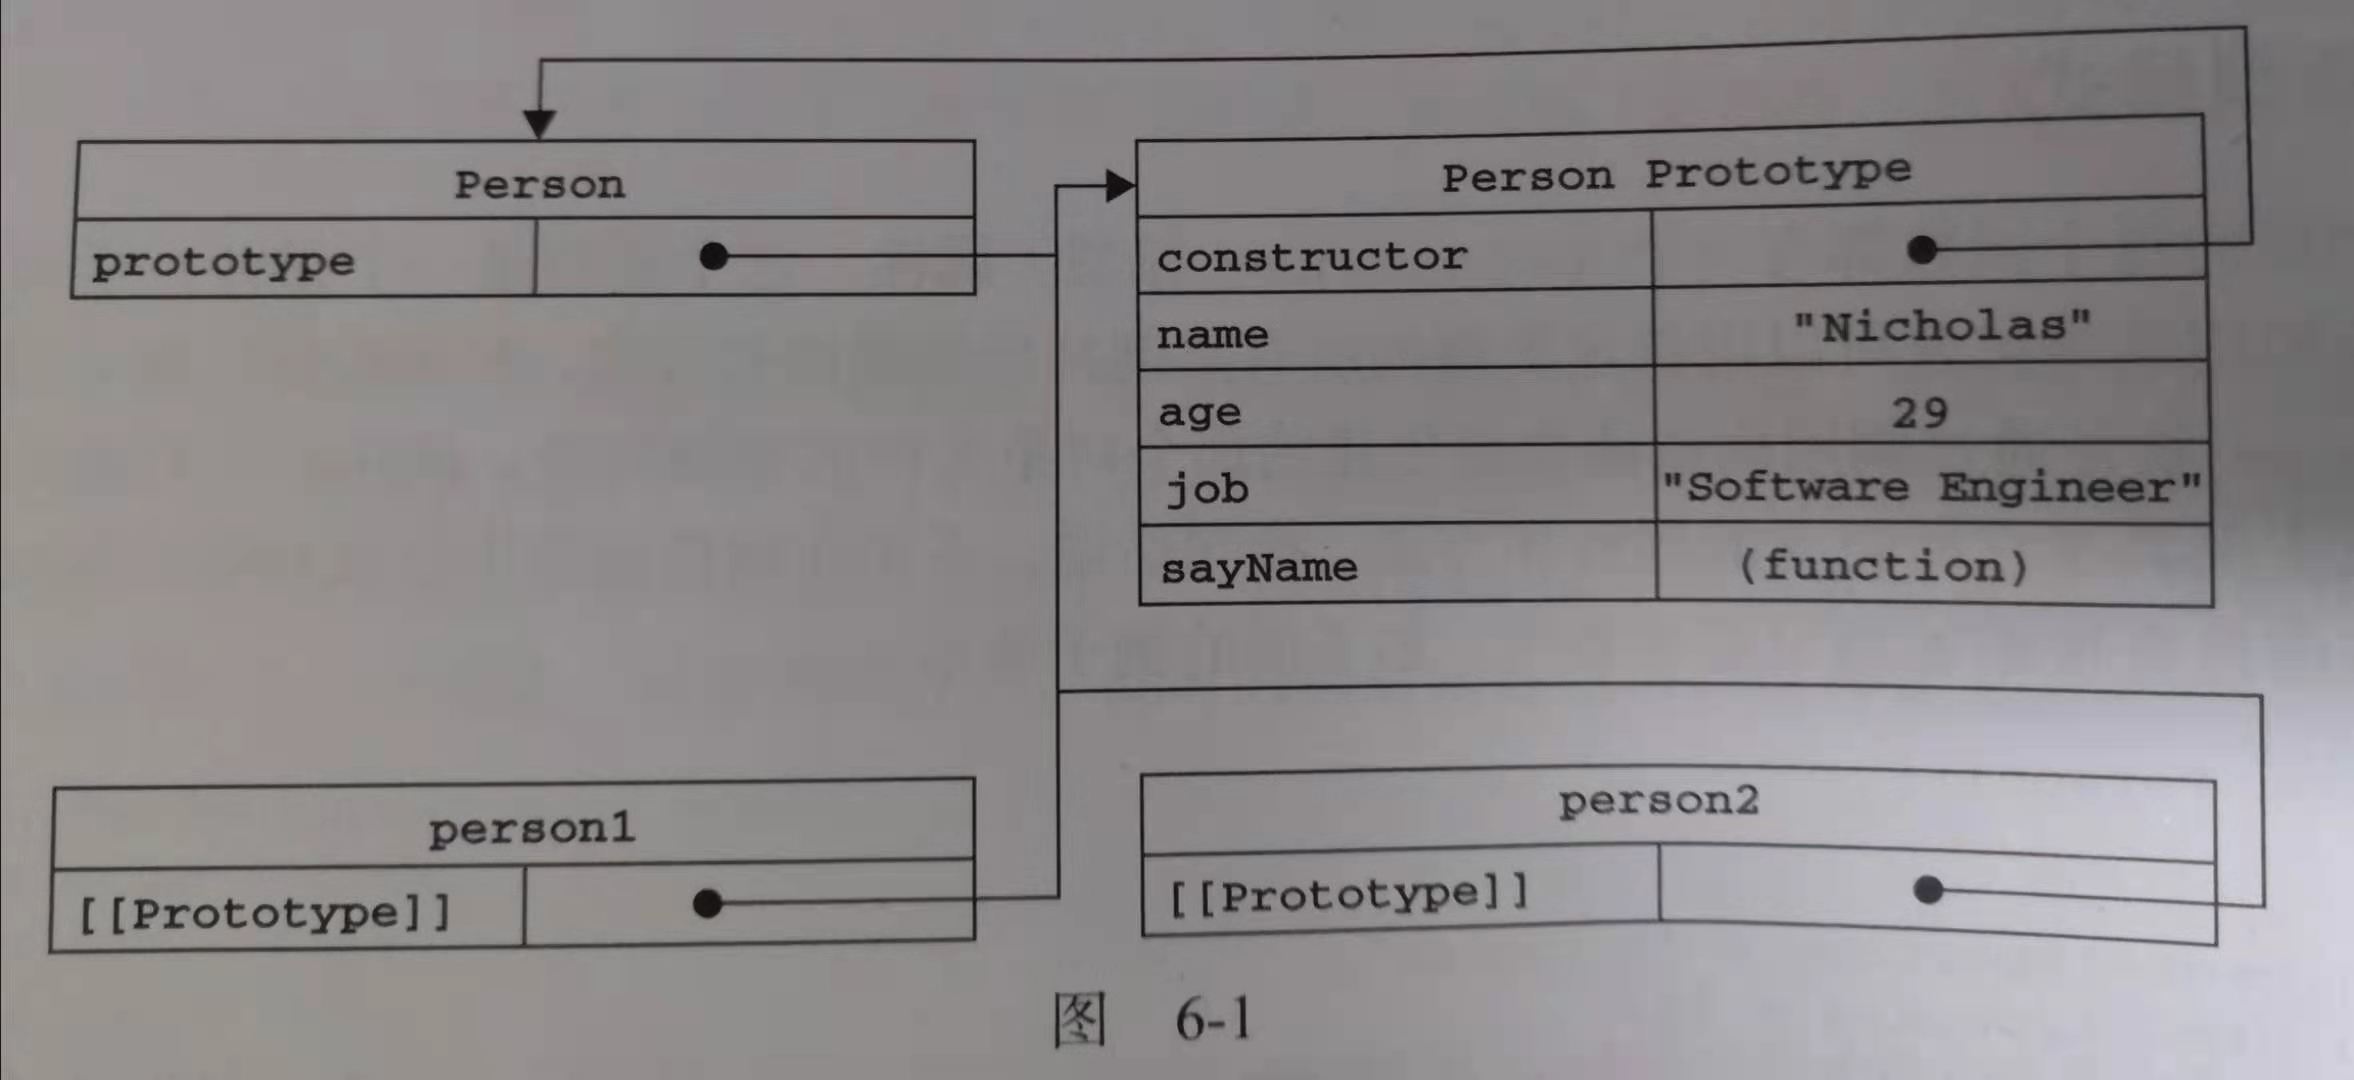 Person
prototype
Person Prototype
constructor
name "Nicholas"
age 29
job "Software Engineer"
sayName (function)
person1
[[Prototype]]
person2
[[Prototype]]
图 6-1